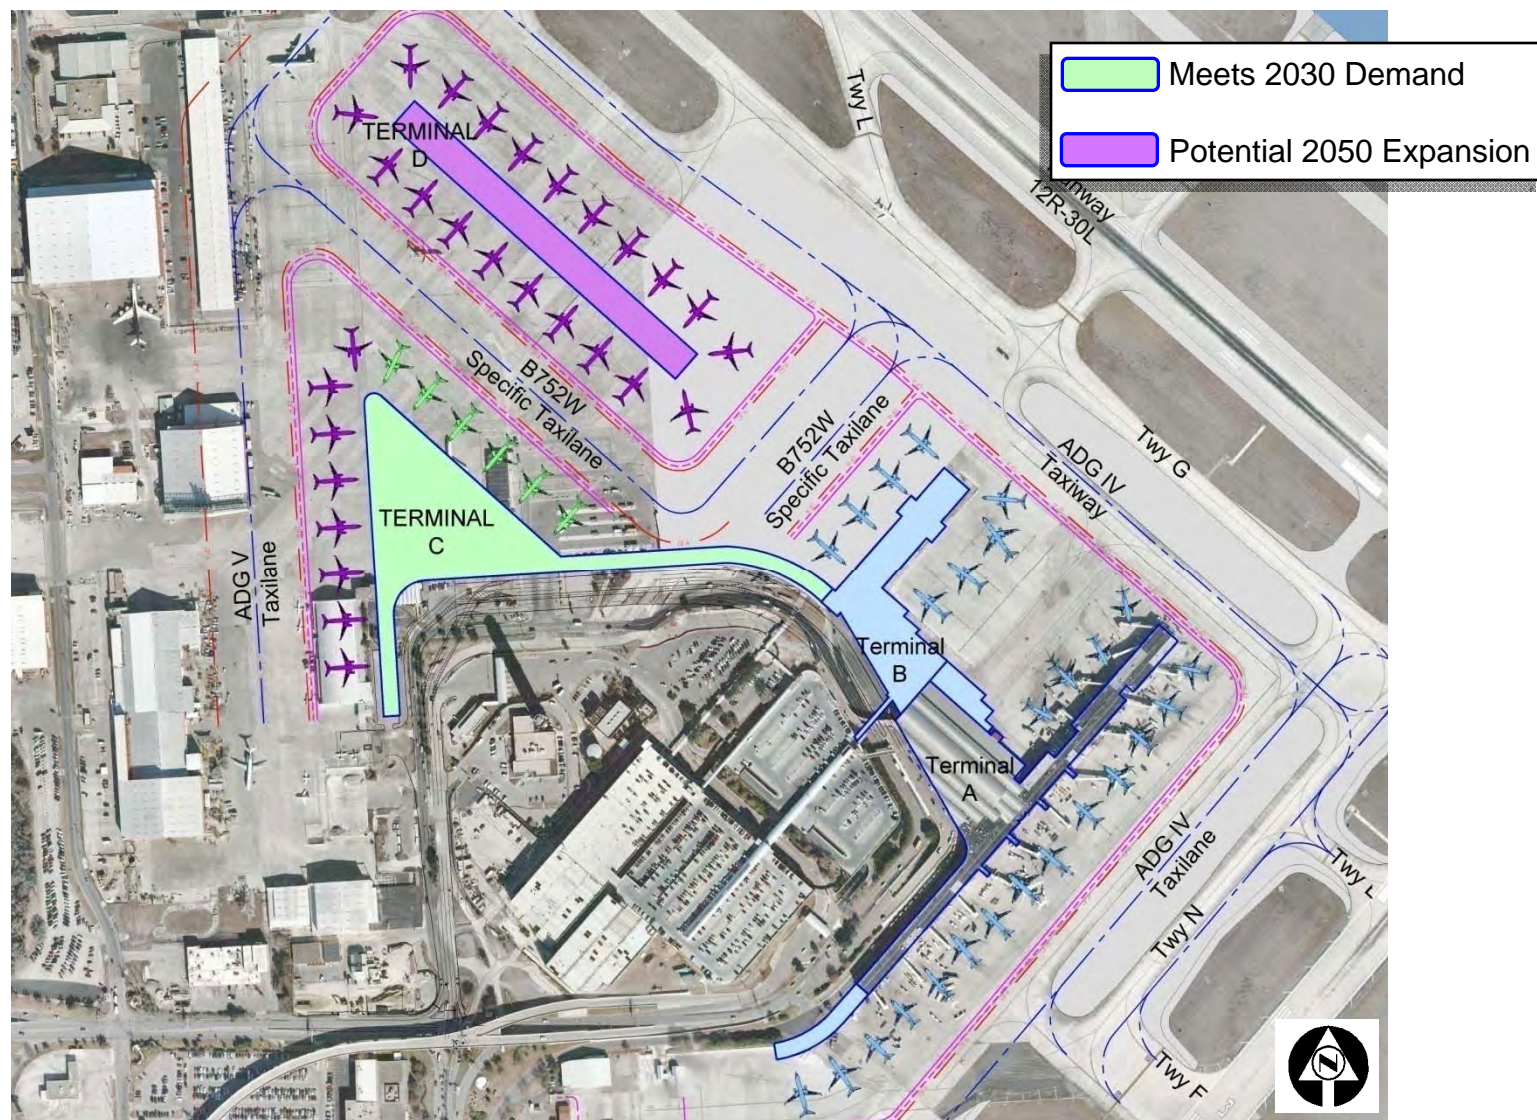 Meets 2030 Demand
Potential 2050 Expansion
Twy L
12R-30L
TERMINAL
D
B752W
Specific Taxilane
B752W
Specific Taxilane
ADG IV
Taxiway
Twy G
TERMINAL
C
ADG V
Taxilane
Terminal
B
Terminal
A
ADG IV
Taxilane
Twy N
Twy L
Twy F
N